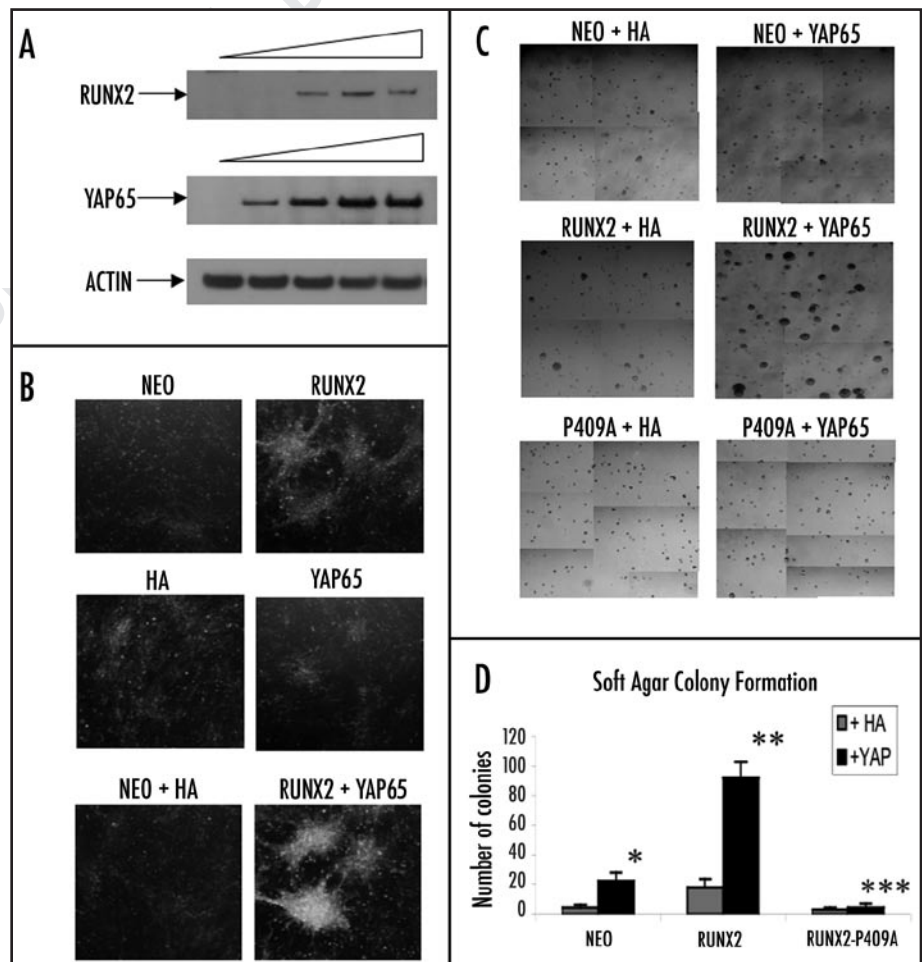 A
RUNX2
YAP65
ACTIN
B
NEO
RUNX2
HA
YAP65
NEO + HA
RUNX2 + YAP65
C
NEO + HA
NEO + YAP65
RUNX2 + HA
RUNX2 + YAP65
P409A + HA
P409A + YAP65
D
Soft Agar Colony Formation
+ HA
+YAP
Number of colonies
120
100
80
60
40
20
0
*
**
***
NEO
RUNX2
RUNX2-P409A